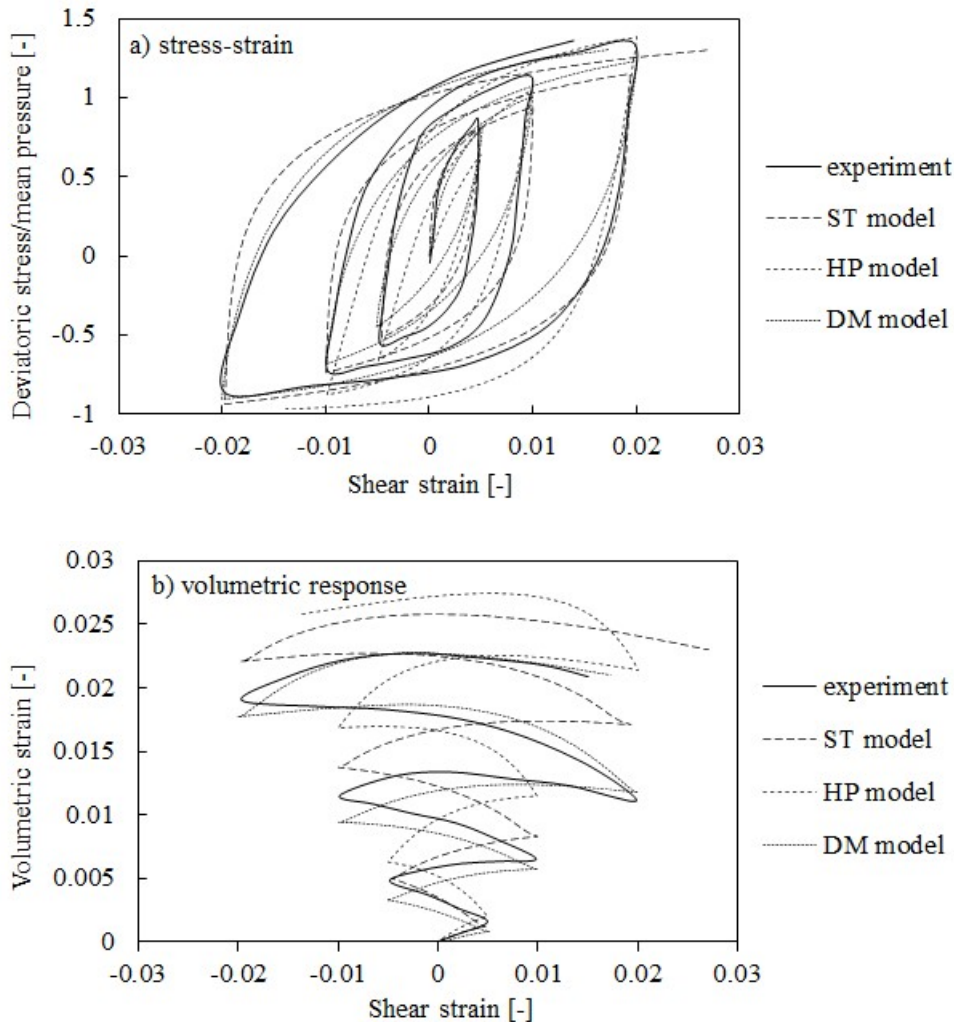 a) stress-strain
Deviatoric stress/mean pressure [-]
1.5
1
0.5
0
-0.5
-1
-0.03
-0.02
-0.01
0
0.01
0.02
0.03
Shear strain [-]
experiment
ST model
HP model
DM model
b) volumetric response
Volumetric strain [-]
0.03
0.025
0.02
0.015
0.01
0.005
0
-0.03
-0.02
-0.01
0
0.01
0.02
0.03
Shear strain [-]
experiment
ST model
HP model
DM model